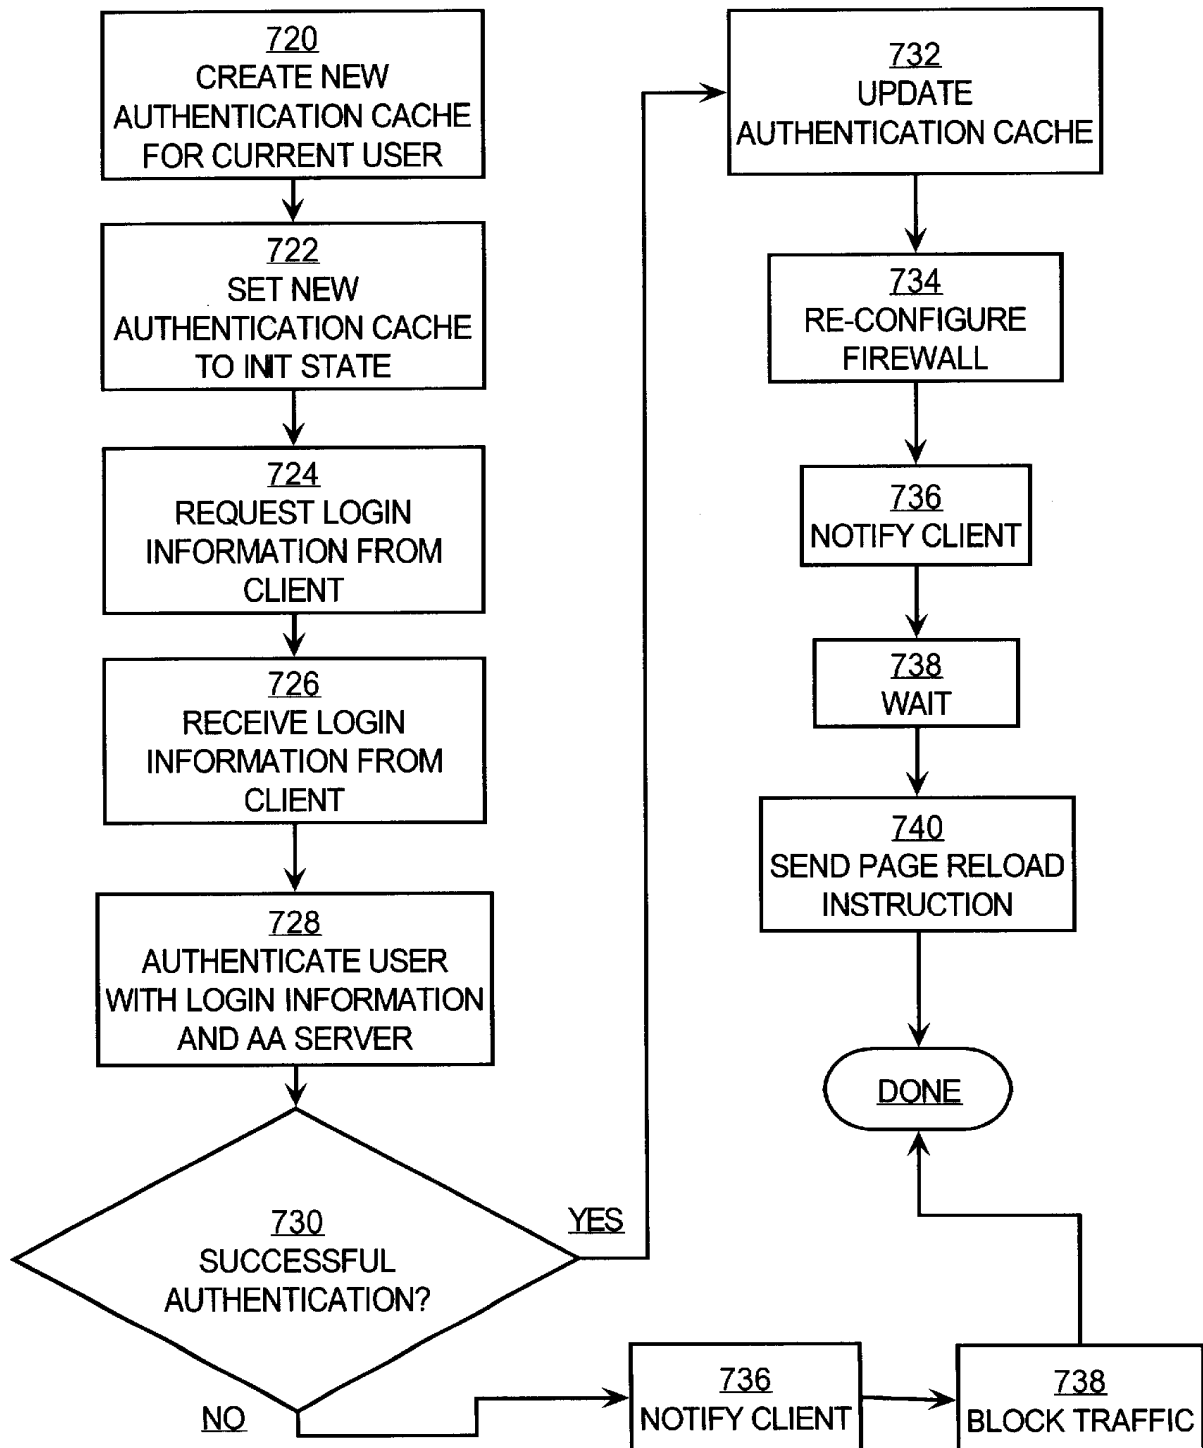 720
CREATE NEW
AUTHENTICATION CACHE
FOR CURRENT USER
722
SET NEW
AUTHENTICATION CACHE
TO INIT STATE
724
REQUEST LOGIN
INFORMATION FROM
CLIENT
726
RECEIVE LOGIN
INFORMATION FROM
CLIENT
728
AUTHENTICATE USER
WITH LOGIN INFORMATION
AND AA SERVER
730
SUCCESSFUL
AUTHENTICATION?
YES
NO
732
UPDATE
AUTHENTICATION CACHE
734
RE-CONFIGURE
FIREWALL
736
NOTIFY CLIENT
738
WAIT
740
SEND PAGE RELOAD
INSTRUCTION
DONE
736
NOTIFY CLIENT
738
BLOCK TRAFFIC